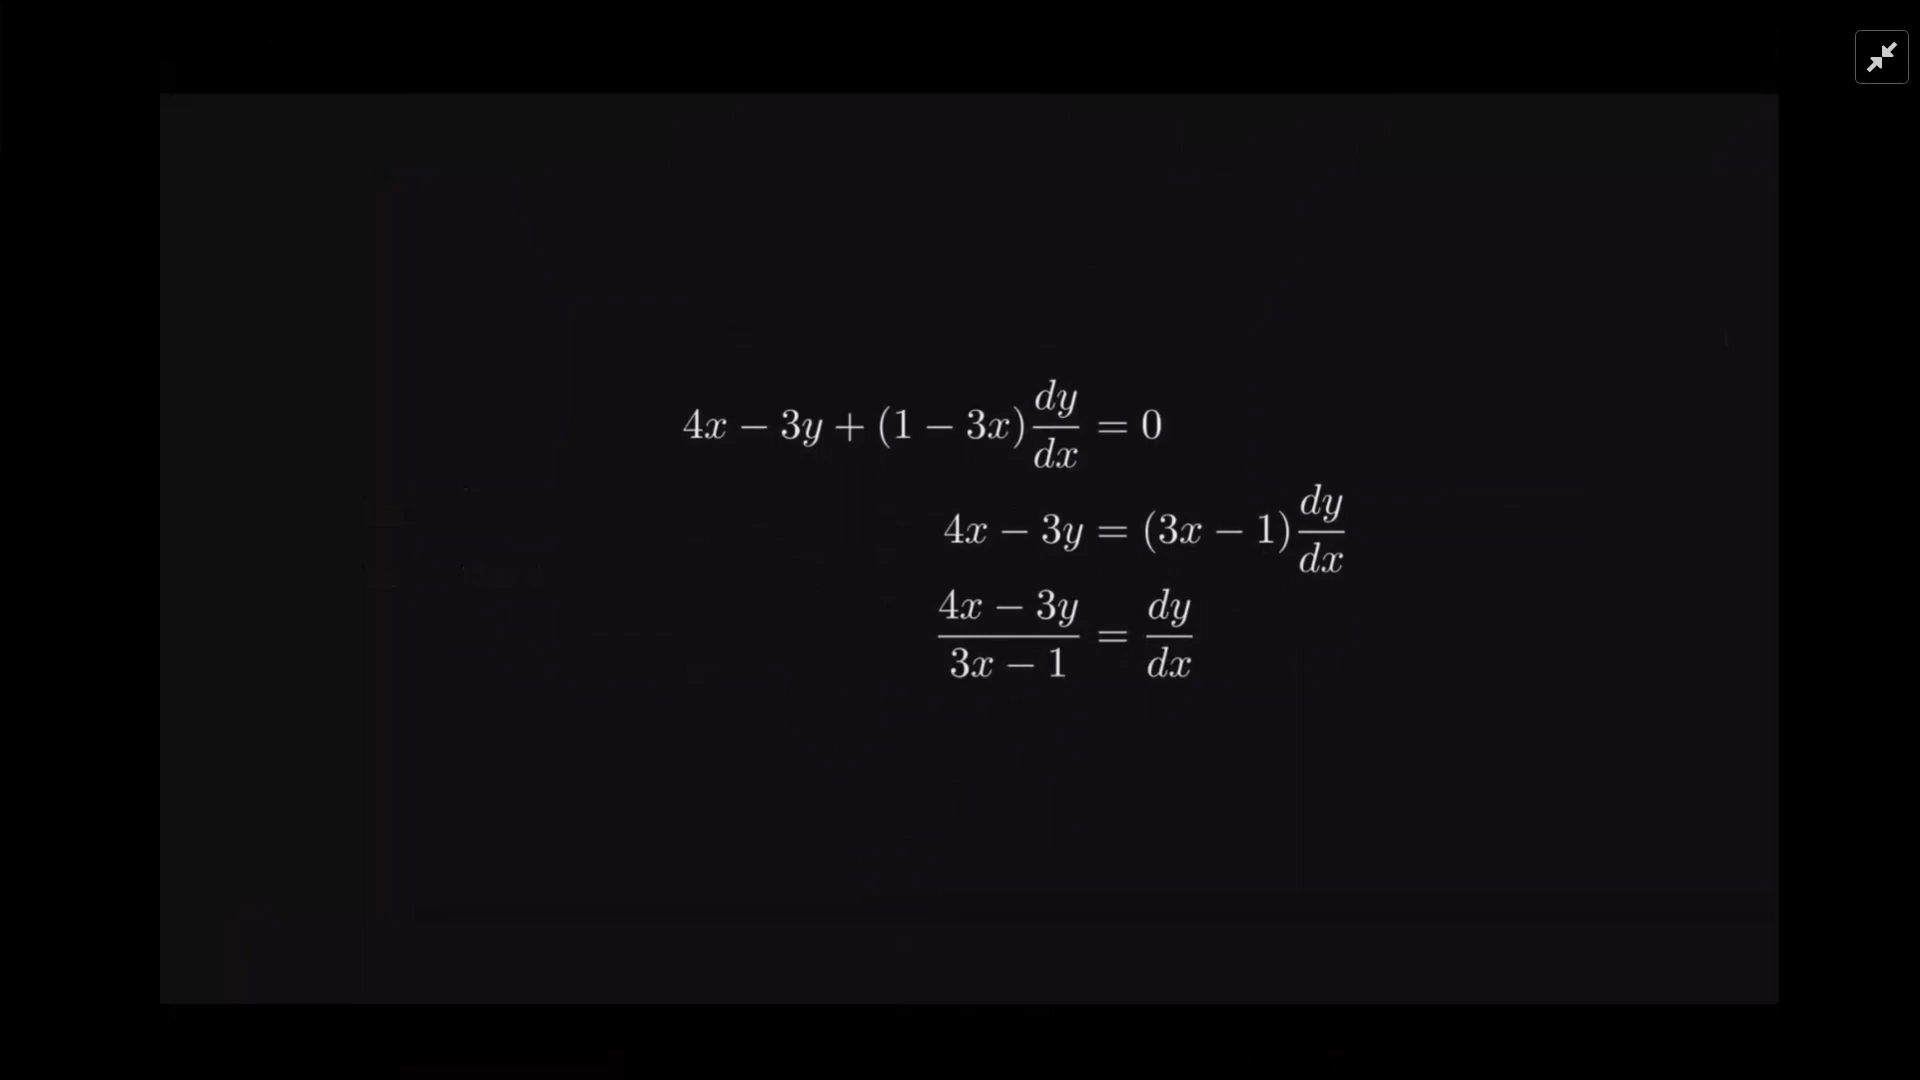 4x − 3y + (1 − 3x) dy/dx = 0
4x − 3y = (3x − 1) dy/dx
(4x − 3y)/(3x − 1) = dy/dx